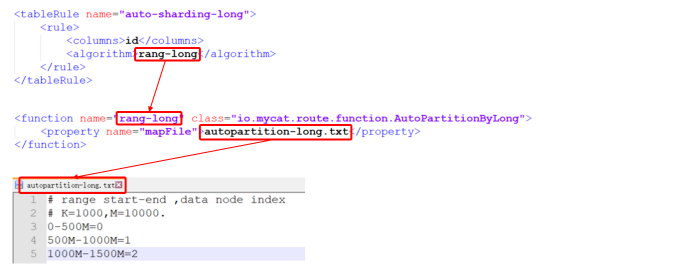 <tableRule name="auto-sharding-long">
<rule>
<columns>id</columns>
<algorithm>rang-long</algorithm>
</rule>
</tableRule>
<function name="rang-long" class="io.mycat.route.function.AutoPartitionByLong">
<property name="mapFile">autopartition-long.txt</property>
</function>
autopartition-long.txt
1 # range start-end ,data node index
2 # K=1000,M=10000.
3 0-500M=0
4 500M-1000M=1
5 1000M-1500M=2